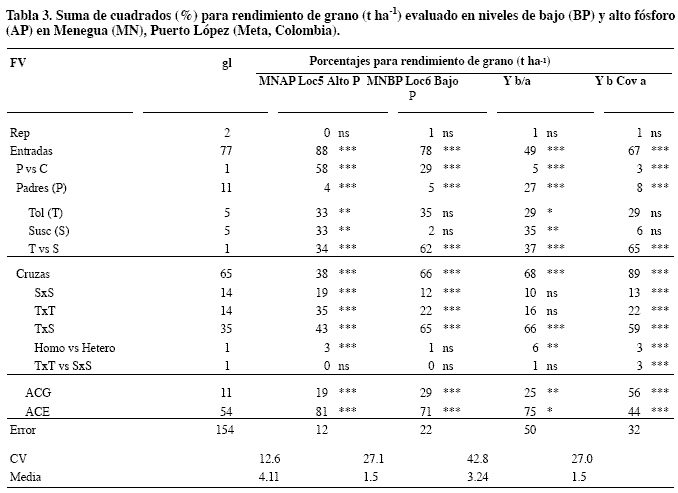 Tabla 3. Suma de cuadrados (%) para rendimiento de grano (t ha-1) evaluado en niveles de bajo (BP) y alto fósforo
(AP) en Menegua (MN), Puerto López (Meta, Colombia).
FV gl Porcentajes para rendimiento de grano (t ha-1)
MNAP Loc5 Alto P MNBP Loc6 Bajo P Y b/a Y b Cov a
Rep 2 0 ns 1 ns 1 ns 1 ns
Entradas 77 88 *** 78 *** 49 *** 67 ***
P vs C 1 58 *** 29 *** 5 *** 3 ***
Padres (P) 11 4 *** 5 *** 27 *** 8 ***
Tol (T) 5 33 ** 35 ns 29 * 29 ns
Susc (S) 5 33 ** 2 ns 35 ** 6 ns
T vs S 1 34 *** 62 *** 37 *** 65 ***
Cruzas 65 38 *** 66 *** 68 *** 89 ***
SxS 14 19 *** 12 *** 10 ns 13 ***
TxT 14 35 *** 22 *** 16 ns 22 ***
TxS 35 43 *** 65 *** 66 *** 59 ***
Homo vs Hetero 1 3 *** 1 ns 6 ** 3 ***
TxT vs SxS 1 0 ns 0 ns 1 ns 3 ***
ACG 11 19 *** 29 *** 25 ** 56 ***
ACE 54 81 *** 71 *** 75 * 44 ***
Error 154 12 22 50 32
CV 12.6 27.1 42.8 27.0
Media 4.11 1.5 3.24 1.5